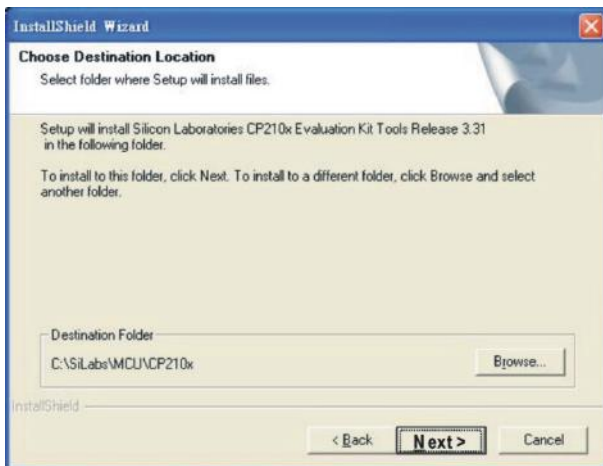 InstallShield Wizard
Choose Destination Location
Select folder where Setup will install files.
Setup will install Silicon Laboratories CP210x Evaluation Kit Tools Release 3.31
in the following folder.
To install to this folder, click Next. To install to a different folder, click Browse and select
another folder.
Destination Folder
C:\SiLabs\MCU\CP210x
Browse...
InstallShield
< Back
Next >
Cancel